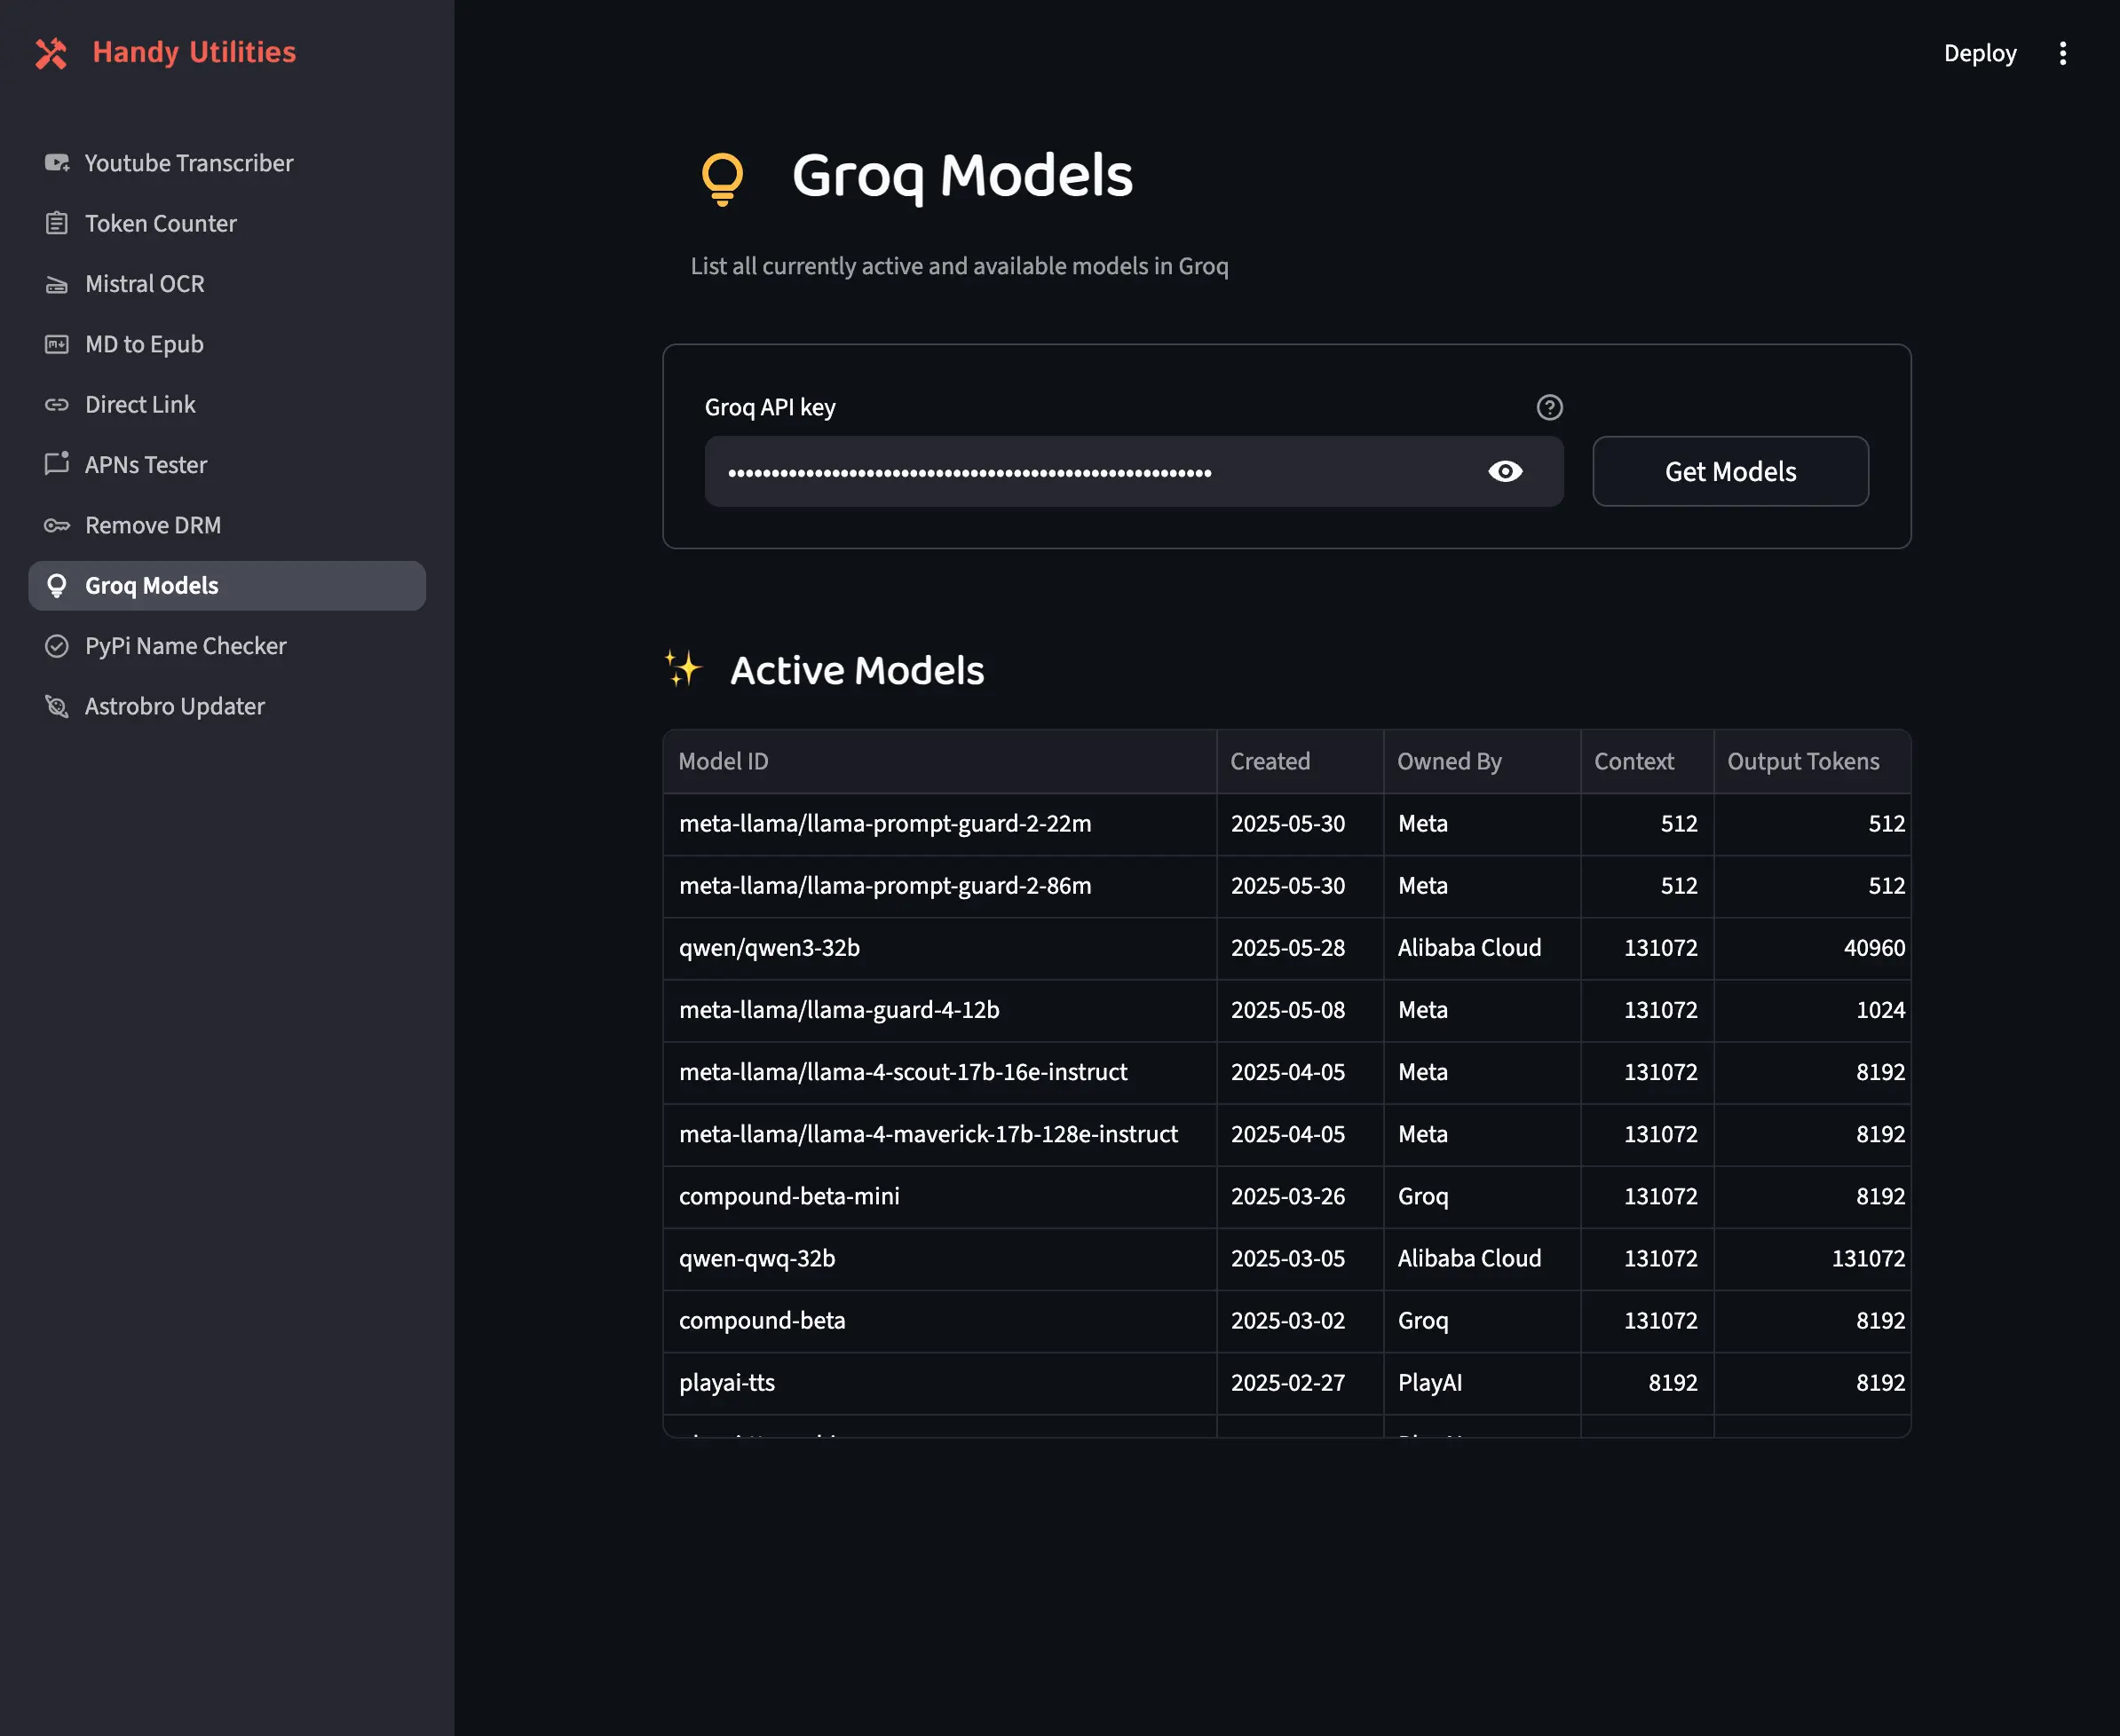 Handy Utilities
Deploy
Youtube Transcriber
Token Counter
Mistral OCR
MD to Epub
Direct Link
APNs Tester
Remove DRM
Groq Models
PyPi Name Checker
Astrobro Updater
Groq Models
List all currently active and available models in Groq
Groq API key
Get Models
Active Models
Model ID Created Owned By Context Output Tokens
meta-llama/llama-prompt-guard-2-22m 2025-05-30 Meta 512 512
meta-llama/llama-prompt-guard-2-86m 2025-05-30 Meta 512 512
qwen/qwen3-32b 2025-05-28 Alibaba Cloud 131072 40960
meta-llama/llama-guard-4-12b 2025-05-08 Meta 131072 1024
meta-llama/llama-4-scout-17b-16e-instruct 2025-04-05 Meta 131072 8192
meta-llama/llama-4-maverick-17b-128e-instruct 2025-04-05 Meta 131072 8192
compound-beta-mini 2025-03-26 Groq 131072 8192
qwen-qwq-32b 2025-03-05 Alibaba Cloud 131072 131072
compound-beta 2025-03-02 Groq 131072 8192
playai-tts 2025-02-27 PlayAI 8192 8192